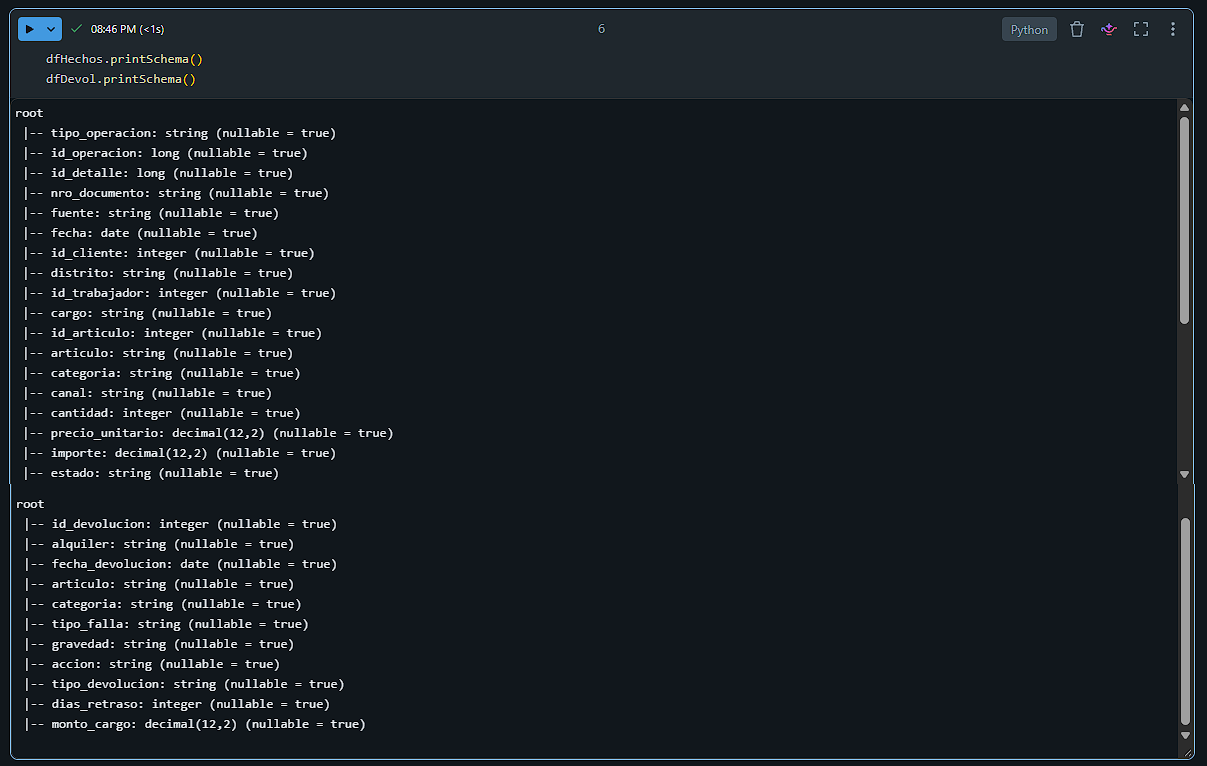 08:46 PM (<1s)
6
Python
dfHechos.printSchema()
dfDevol.printSchema()
root
 |-- tipo_operacion: string (nullable = true)
 |-- id_operacion: long (nullable = true)
 |-- id_detalle: long (nullable = true)
 |-- nro_documento: string (nullable = true)
 |-- fuente: string (nullable = true)
 |-- fecha: date (nullable = true)
 |-- id_cliente: integer (nullable = true)
 |-- distrito: string (nullable = true)
 |-- id_trabajador: integer (nullable = true)
 |-- cargo: string (nullable = true)
 |-- id_articulo: integer (nullable = true)
 |-- articulo: string (nullable = true)
 |-- categoria: string (nullable = true)
 |-- canal: string (nullable = true)
 |-- cantidad: integer (nullable = true)
 |-- precio_unitario: decimal(12,2) (nullable = true)
 |-- importe: decimal(12,2) (nullable = true)
 |-- estado: string (nullable = true)
root
 |-- id_devolucion: integer (nullable = true)
 |-- alquiler: string (nullable = true)
 |-- fecha_devolucion: date (nullable = true)
 |-- articulo: string (nullable = true)
 |-- categoria: string (nullable = true)
 |-- tipo_falla: string (nullable = true)
 |-- gravedad: string (nullable = true)
 |-- accion: string (nullable = true)
 |-- tipo_devolucion: string (nullable = true)
 |-- dias_retraso: integer (nullable = true)
 |-- monto_cargo: decimal(12,2) (nullable = true)